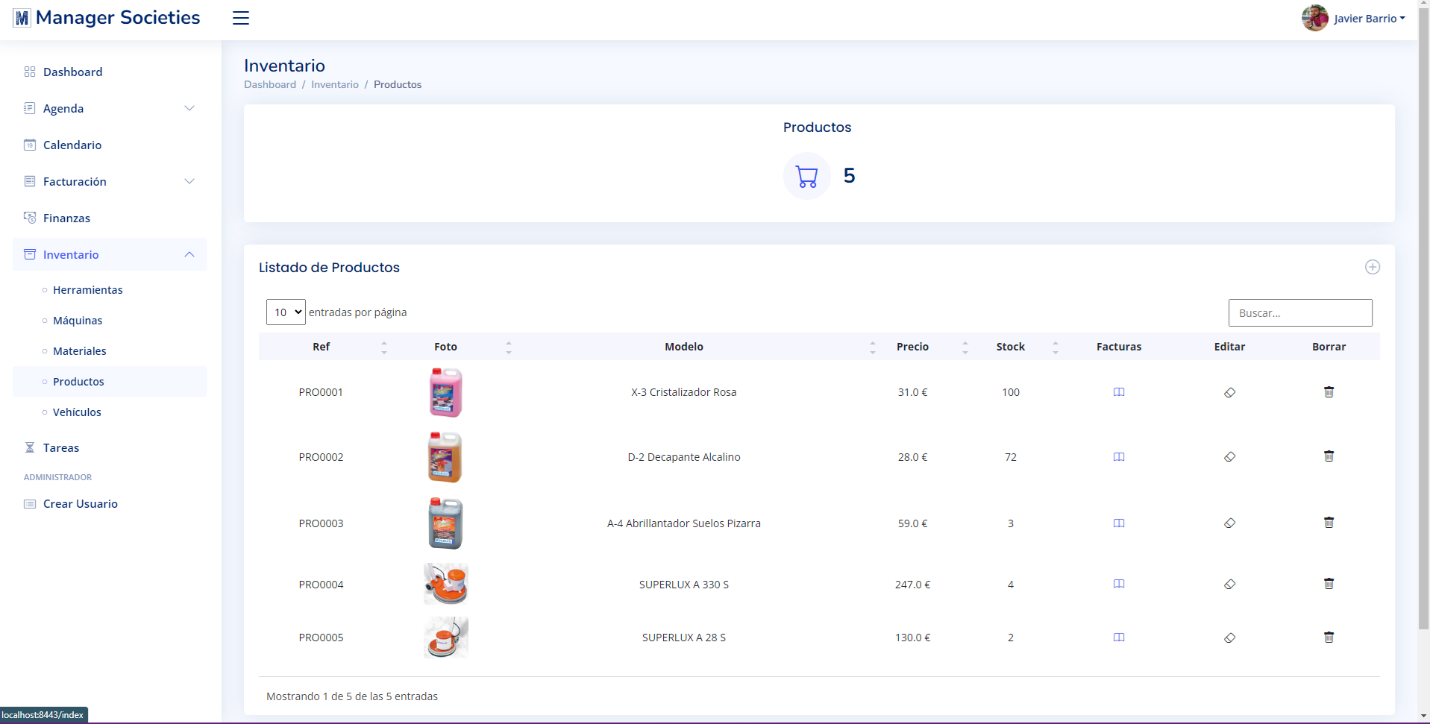 M Manager Societies
Javier Barrio
Dashboard
Agenda
Calendario
Facturación
Finanzas
Inventario
Herramientas
Máquinas
Materiales
Productos
Vehículos
Tareas
ADMINISTRADOR
Crear Usuario
Inventario
Dashboard / Inventario / Productos
Productos
5
Listado de Productos
10 entradas por página
Buscar...
Ref Foto Modelo Precio Stock Facturas Editar Borrar
PRO0001 X-3 Cristalizador Rosa 31.0 € 100
PRO0002 D-2 Decapante Alcalino 28.0 € 72
PRO0003 A-4 Abrillantador Suelos Pizarra 59.0 € 3
PRO0004 SUPERLUX A 330 S 247.0 € 4
PRO0005 SUPERLUX A 28 S 130.0 € 2
Mostrando 1 de 5 de las 5 entradas
localhost:8443/index